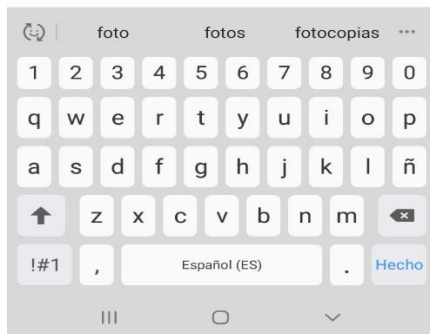 foto fotos fotocopias ...
1 2 3 4 5 6 7 8 9 0
q w e r t y u i o p
a s d f g h j k l ñ
z x c v b n m
!#1 , Español (ES) . Hecho